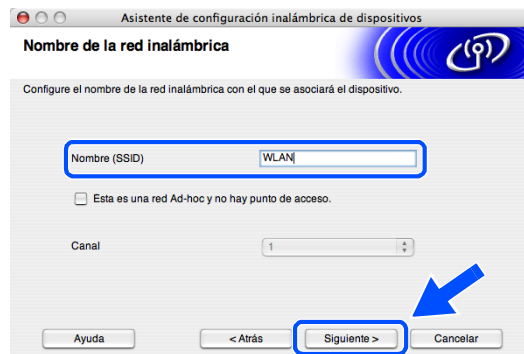 Asistente de configuración inalámbrica de dispositivos
Nombre de la red inalámbrica
Configure el nombre de la red inalámbrica con el que se asociará el dispositivo.
Nombre (SSID) WLAN
Esta es una red Ad-hoc y no hay punto de acceso.
Canal 1
Ayuda < Atrás Siguiente > Cancelar